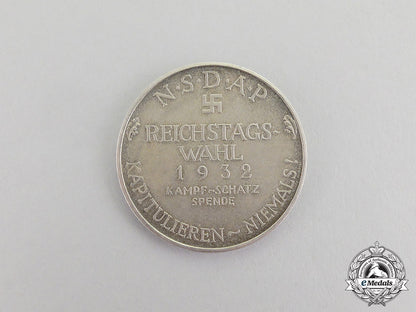 N·S·D·A·P
REICHSTAGS~
WAHL
1932
KAMPF~SCHATZ
SPENDE
KAPITULIEREN~NIEMALS!
eMedals